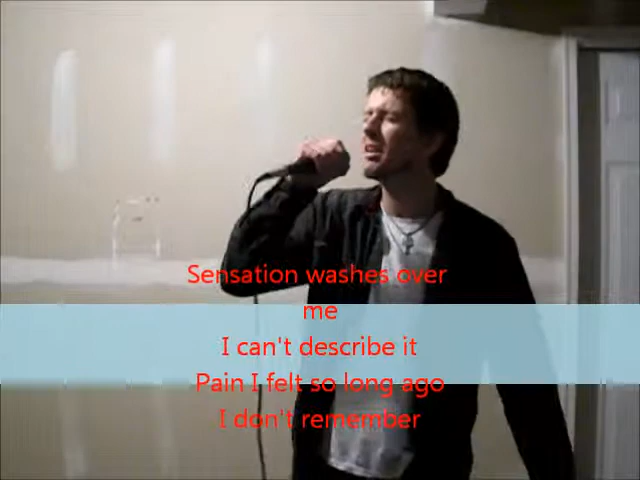 Sensation washes over
me
I can't describe it
Pain I felt so long ago
I don't remember